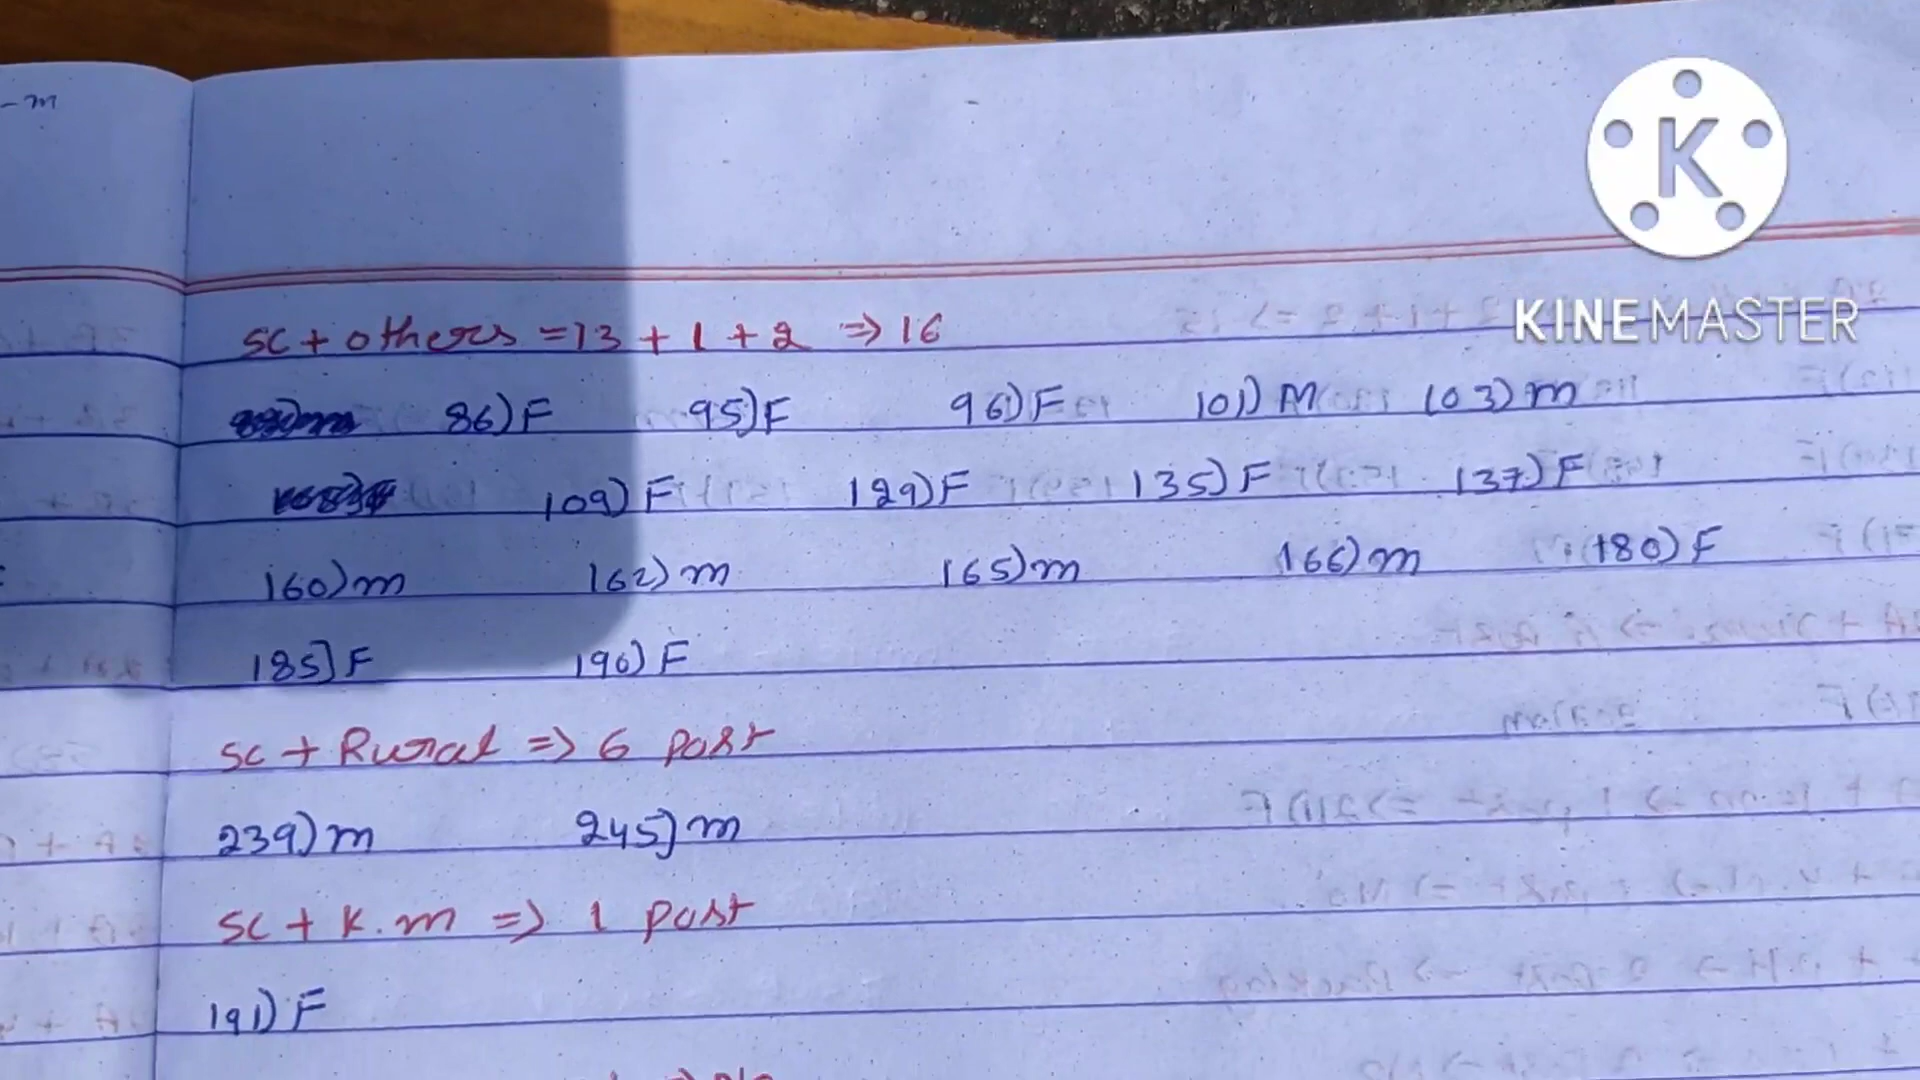 -m
SC + others = 13 + 1 + 2 => 16
86) F 95) F 96) F 101) M 103) m
109) F 129) F 135) F 137) F
160) m 162) m 165) m 166) m 180) F
185) F 190) F
SC + Rural => 6 post
239) m 245) m
SC + K.m => 1 post
191) F
K
KINEMASTER